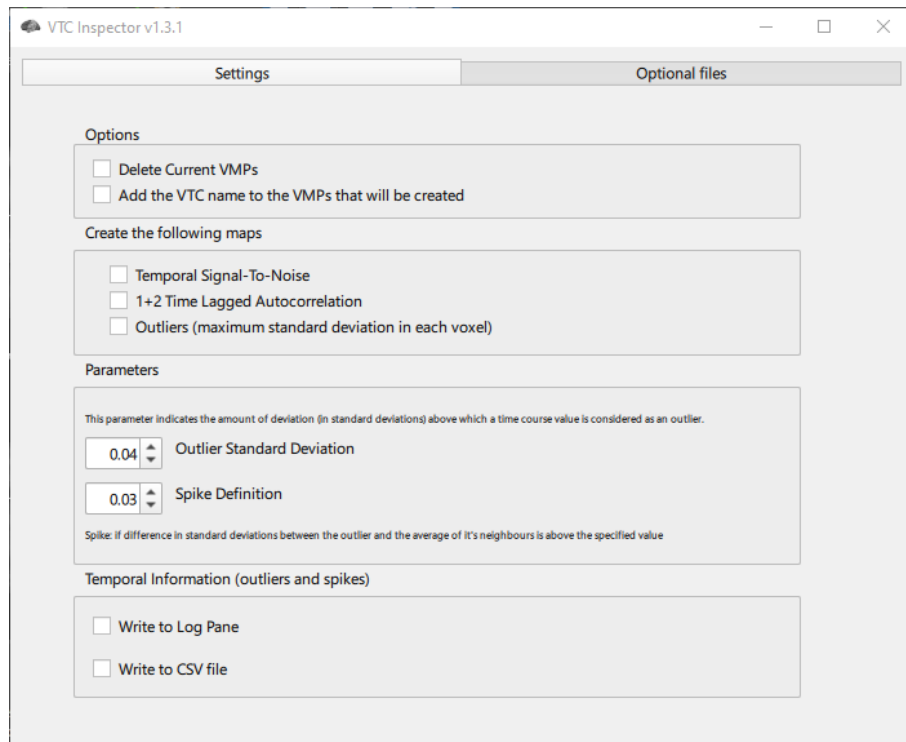 VTC Inspector v1.3.1
Settings
Optional files
Options
Delete Current VMPs
Add the VTC name to the VMPs that will be created
Create the following maps
Temporal Signal-To-Noise
1+2 Time Lagged Autocorrelation
Outliers (maximum standard deviation in each voxel)
Parameters
This parameter indicates the amount of deviation (in standard deviations) above which a time course value is considered as an outlier.
0.04 Outlier Standard Deviation
0.03 Spike Definition
Spike: if difference in standard deviations between the outlier and the average of it's neighbours is above the specified value
Temporal Information (outliers and spikes)
Write to Log Pane
Write to CSV file